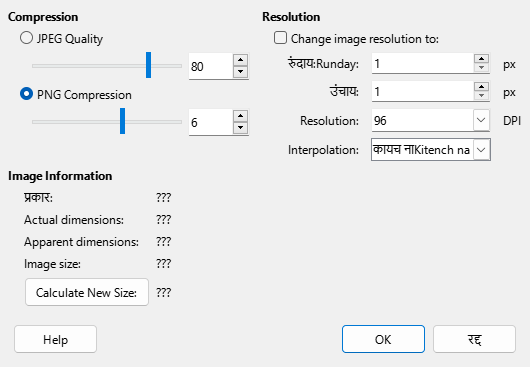 Compression
JPEG Quality
80
PNG Compression
6
Resolution
Change image resolution to:
रुंदाय:Runday: 1 px
उंचाय: 1 px
Resolution: 96 DPI
Interpolation: कायच नाKitench na
Image Information
प्रकार: ???
Actual dimensions: ???
Apparent dimensions: ???
Image size: ???
Calculate New Size: ???
Help
OK
रद्द